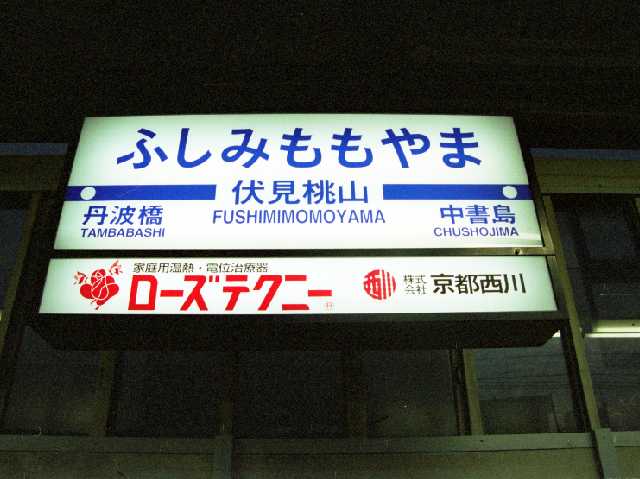 ふしみももやま
伏見桃山
FUSHIMIMOMOYAMA
丹波橋
TAMBABASHI
中書島
CHUSHOJIMA
家庭用温熱・電位治療器
ローズテクニー
西川
株式会社 京都西川